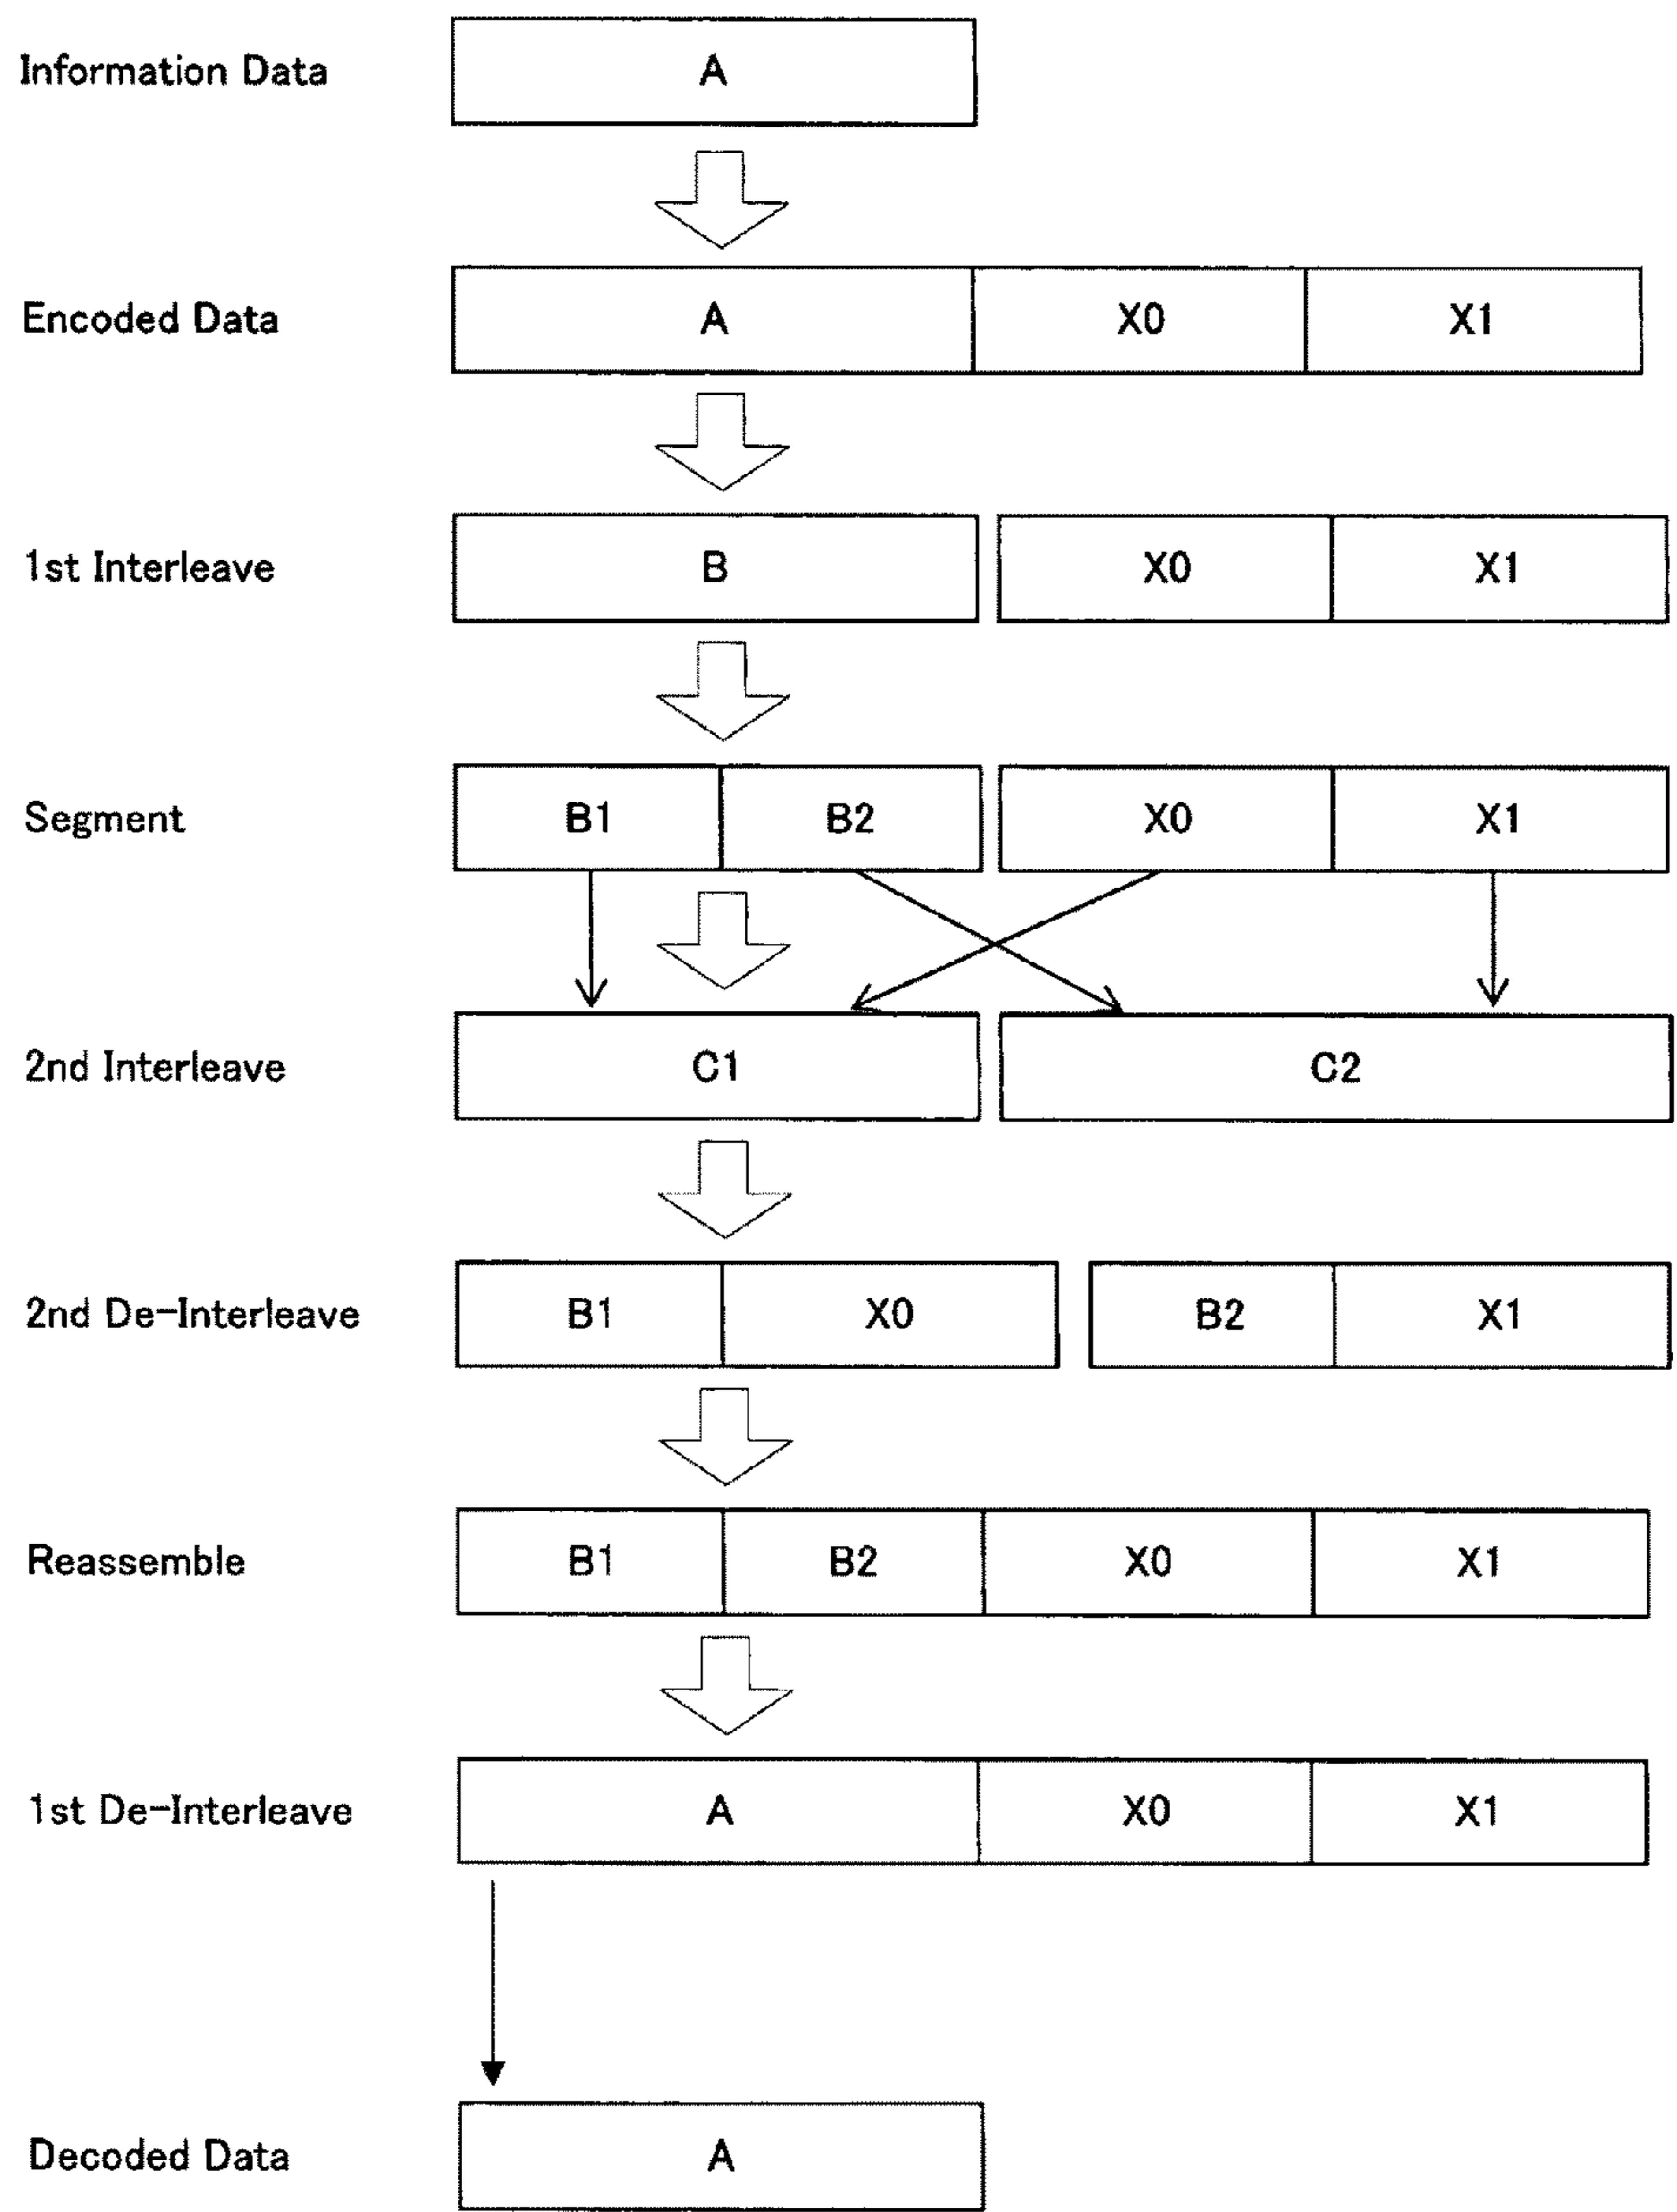 Information Data A
Encoded Data A X0 X1
1st Interleave B X0 X1
Segment B1 B2 X0 X1
2nd Interleave C1 C2
2nd De-Interleave B1 X0 B2 X1
Reassemble B1 B2 X0 X1
1st De-Interleave A X0 X1
Decoded Data A